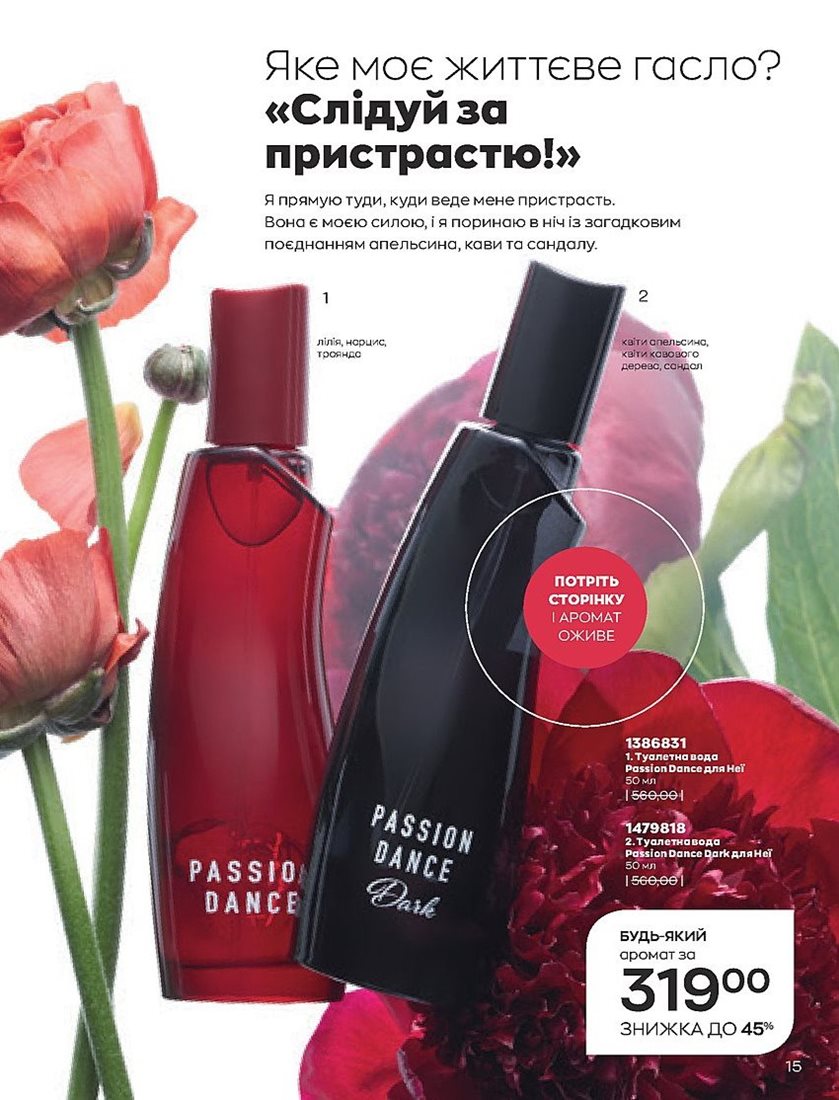 Яке моє життєве гасло?
«Слідуй за
пристрастю!»
Я прямую туди, куди веде мене пристрасть.
Вона є моєю силою, і я поринаю в ніч із загадковим
поєднанням апельсина, кави та сандалу.
1
лілія, нарцис,
троянда
2
квіти апельсина,
квіти кавового
дерева, сандал
ПОТРІТЬ
СТОРІНКУ
І АРОМАТ
ОЖИВЕ
1386831
1. Туалетна вода
Passion Dance для Неї
50 мл
| 560,00 |
1479818
2. Туалетна вода
Passion Dance Dark для Неї
50 мл
| 560,00 |
PASSION
DANCE
PASSION
DANCE
Dark
БУДЬ-ЯКИЙ
аромат за
31900
ЗНИЖКА ДО 45%
15